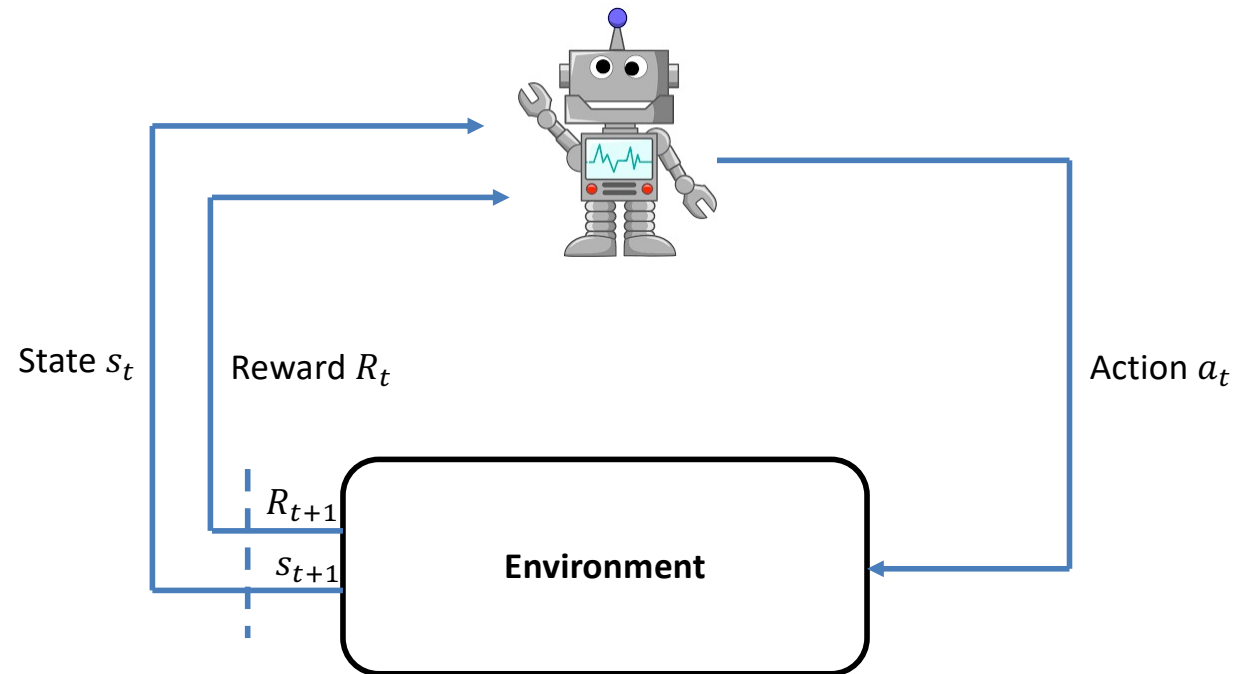 State $s_t$
Reward $R_t$
Action $a_t$
$R_{t+1}$
$s_{t+1}$
Environment